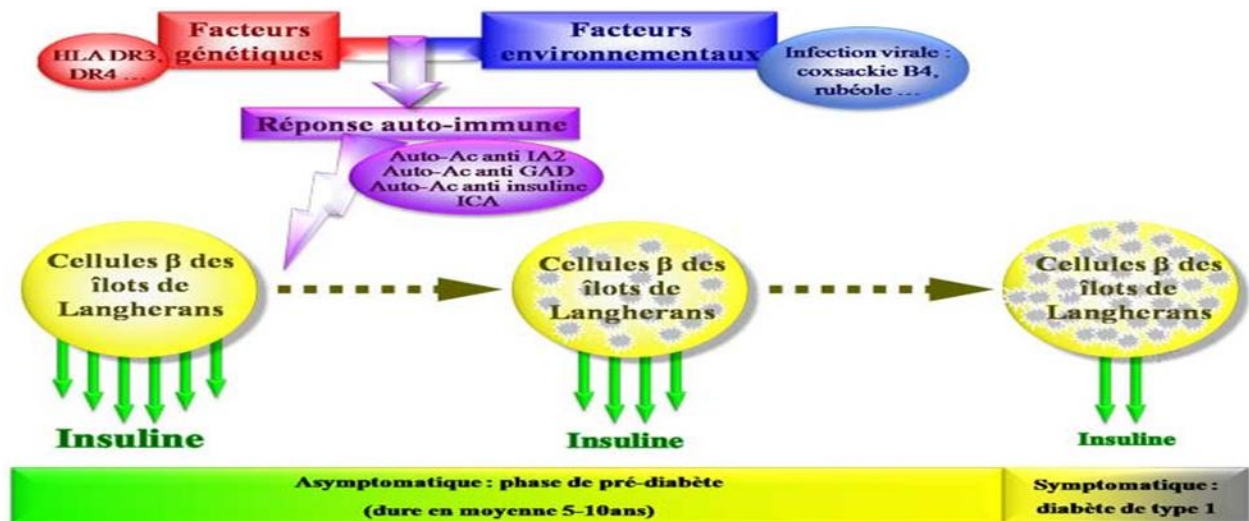 Facteurs
génétiques
Facteurs
environnementaux
HLA DR3,
DR4 ...
Infection virale :
coxsackie B4,
rubéole ...
Réponse auto-immune
Auto-Ac anti IA2
Auto-Ac anti GAD
Auto-Ac anti insuline
ICA
Cellules β des
îlots de
Langherans
Cellules β des
îlots de
Langherans
Cellules β des
îlots de
Langherans
Insuline
Insuline
Insuline
Asymptomatique : phase de pré-diabète
(dure en moyenne 5-10ans)
Symptomatique :
diabète de type 1